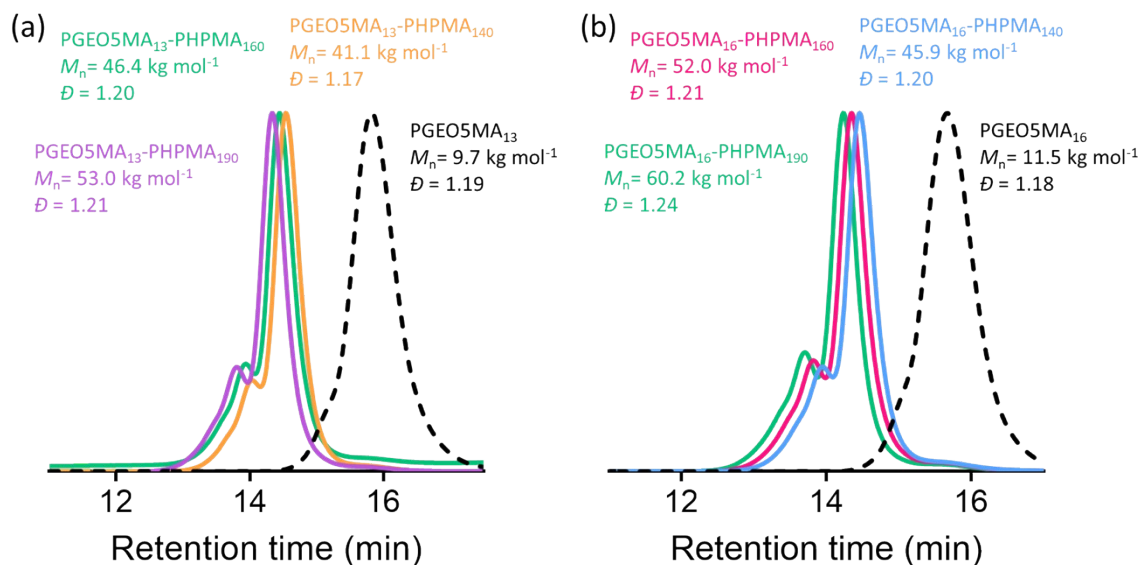 (a)
PGEO5MA₁₃-PHPMA₁₆₀
Mₙ= 46.4 kg mol⁻¹
Đ = 1.20
PGEO5MA₁₃-PHPMA₁₄₀
Mₙ= 41.1 kg mol⁻¹
Đ = 1.17
PGEO5MA₁₃-PHPMA₁₉₀
Mₙ= 53.0 kg mol⁻¹
Đ = 1.21
PGEO5MA₁₃
Mₙ= 9.7 kg mol⁻¹
Đ = 1.19
12 14 16
Retention time (min)
(b)
PGEO5MA₁₆-PHPMA₁₆₀
Mₙ= 52.0 kg mol⁻¹
Đ = 1.21
PGEO5MA₁₆-PHPMA₁₄₀
Mₙ= 45.9 kg mol⁻¹
Đ = 1.20
PGEO5MA₁₆-PHPMA₁₉₀
Mₙ= 60.2 kg mol⁻¹
Đ = 1.24
PGEO5MA₁₆
Mₙ= 11.5 kg mol⁻¹
Đ = 1.18
12 14 16
Retention time (min)